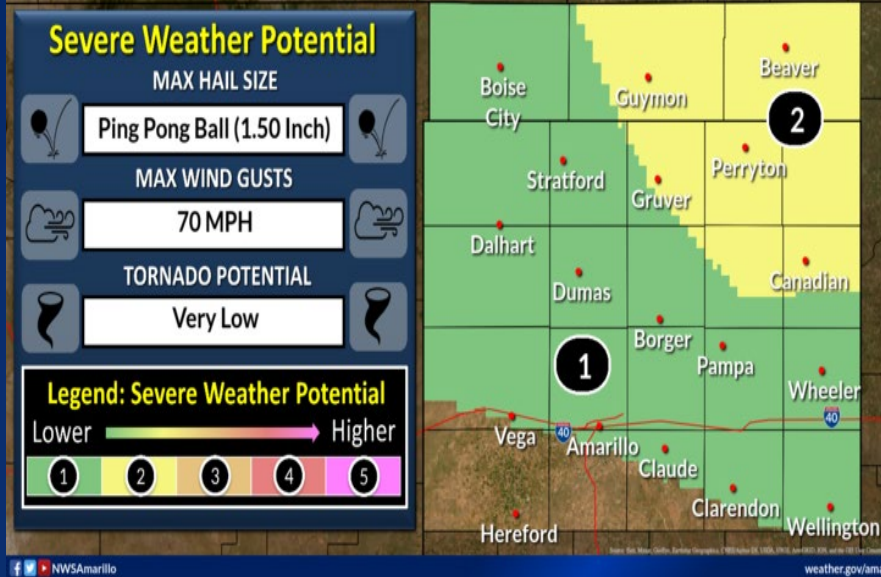 Severe Weather Potential
MAX HAIL SIZE
Ping Pong Ball (1.50 Inch)
MAX WIND GUSTS
70 MPH
TORNADO POTENTIAL
Very Low
Legend: Severe Weather Potential
Lower
Higher
1
2
3
4
5
Boise
City
Guymon
Beaver
2
Perryton
Stratford
Gruver
Dalhart
Dumas
Canadian
Borger
1
Pampa
Wheeler
Vega
40
Amarillo
40
Claude
Clarendon
Hereford
Wellington
NWSAmarillo
weather.gov/ama